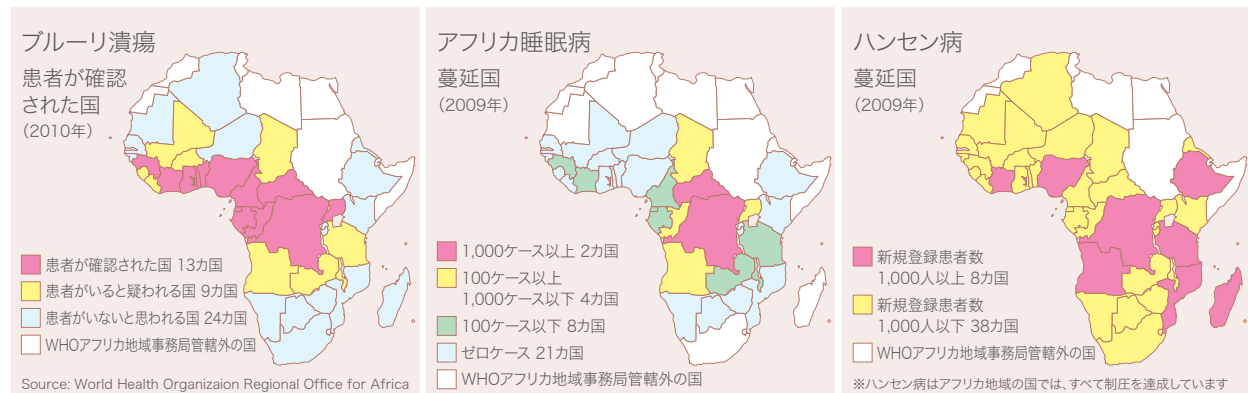 ブルーリ潰瘍
患者が確認
された国
（2010年）
患者が確認された国 13カ国
患者がいると疑われる国 9カ国
患者がいないと思われる国 24カ国
WHOアフリカ地域事務局管轄外の国
Source: World Health Organizaion Regional Office for Africa
アフリカ睡眠病
蔓延国
（2009年）
1,000ケース以上 2カ国
100ケース以上
1,000ケース以下 4カ国
100ケース以下 8カ国
ゼロケース 21カ国
WHOアフリカ地域事務局管轄外の国
ハンセン病
蔓延国
（2009年）
新規登録患者数
1,000人以上 8カ国
新規登録患者数
1,000人以下 38カ国
WHOアフリカ地域事務局管轄外の国
※ハンセン病はアフリカ地域の国では、すべて制圧を達成しています